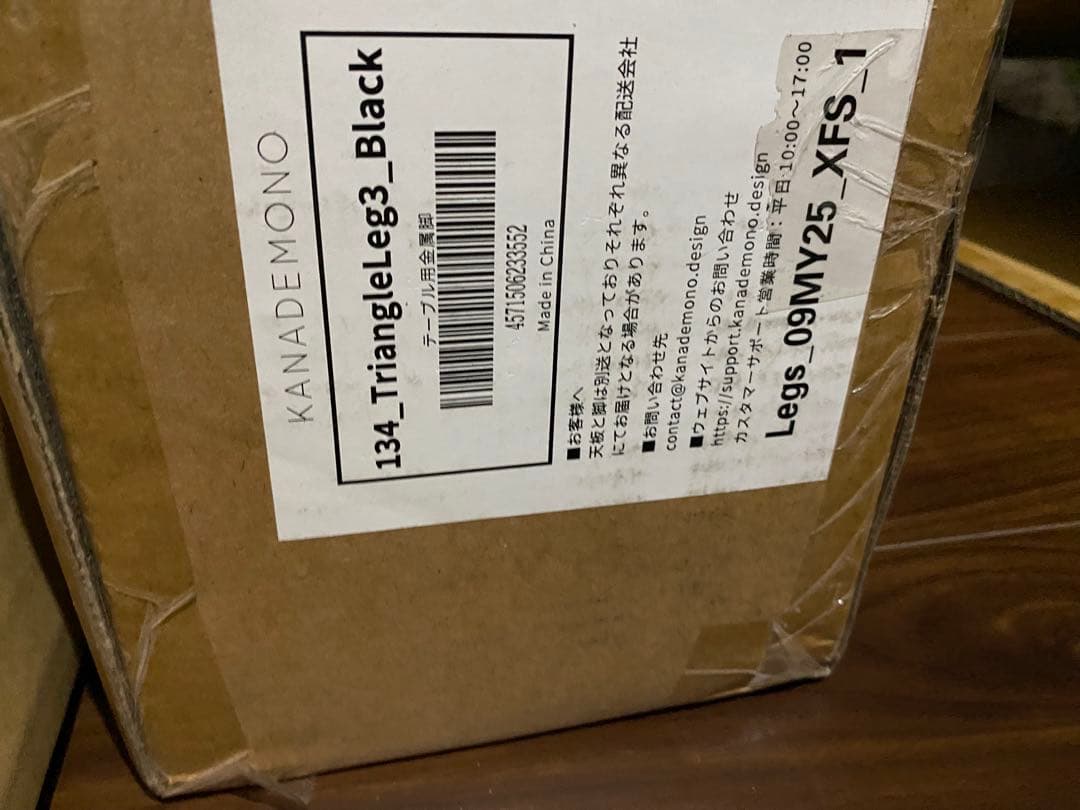 KANADEMONO
134_TriangleLeg3_Black
テーブル用金属脚
4571506233552
Made in China
■お客様へ
天板と脚は別送となっておりそれぞれ異なる配送会社
にてお届けとなる場合があります。
■お問い合わせ先
contact@kanademono.design
■ウェブサイトからのお問い合わせ
https://support.kanademono.design
カスタマーサポート営業時間：平日 10:00〜17:00
Legs_09MY25_XFS_1